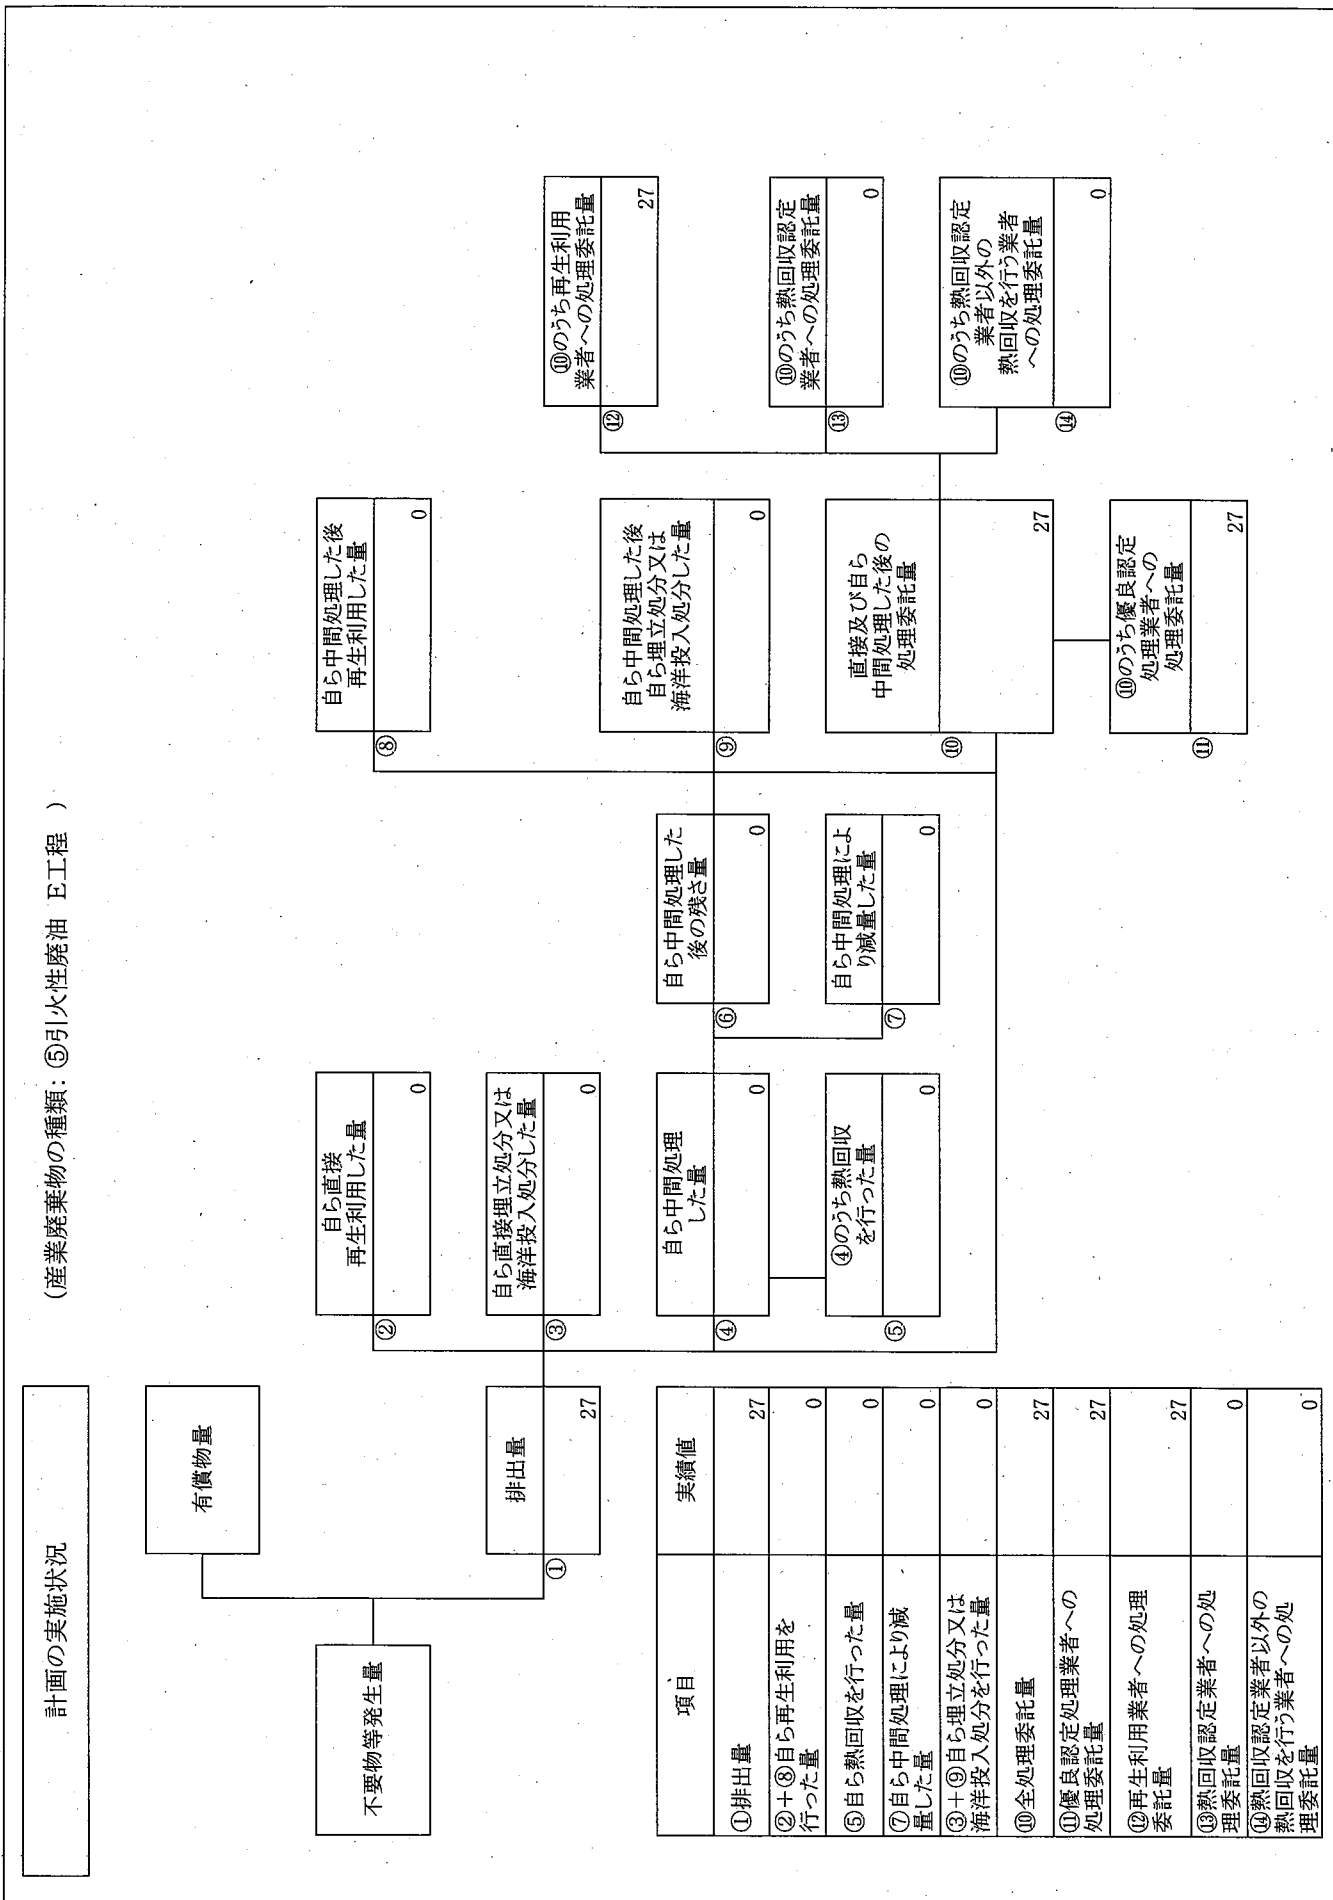 計画の実施状況
(産業廃棄物の種類：⑤引火性廃油 E工程 )
不要物等発生量
有償物量
①
排出量
27
②
自ら直接
再生利用した量
0
③
自ら直接埋立処分又は
海洋投入処分した量
0
④
自ら中間処理
した量
0
⑤
④のうち熱回収
を行った量
0
⑥
自ら中間処理した
後の残さ量
0
⑦
自ら中間処理によ
り減量した量
0
⑧
自ら中間処理した後
再生利用した量
0
⑨
自ら中間処理した後
自ら埋立処分又は
海洋投入処分した量
0
⑩
直接及び自ら
中間処理した後の
処理委託量
27
⑪
⑩のうち優良認定
処理業者への
処理委託量
27
⑫
⑩のうち再生利用
業者への処理委託量
27
⑬
⑩のうち熱回収認定
業者への処理委託量
0
⑭
⑩のうち熱回収認定
業者以外の
熱回収を行う業者
への処理委託量
0
項目 実績値
①排出量 27
②+⑧自ら再生利用を
行った量 0
⑤自ら熱回収を行った量 0
⑦自ら中間処理により減
量した量 0
③+⑨自ら埋立処分又は
海洋投入処分を行った量 0
⑩全処理委託量 27
⑪優良認定処理業者への
処理委託量 27
⑫再生利用業者への処理
委託量 27
⑬熱回収認定業者への処
理委託量 0
⑭熱回収認定業者以外の
熱回収を行う業者への処
理委託量 0